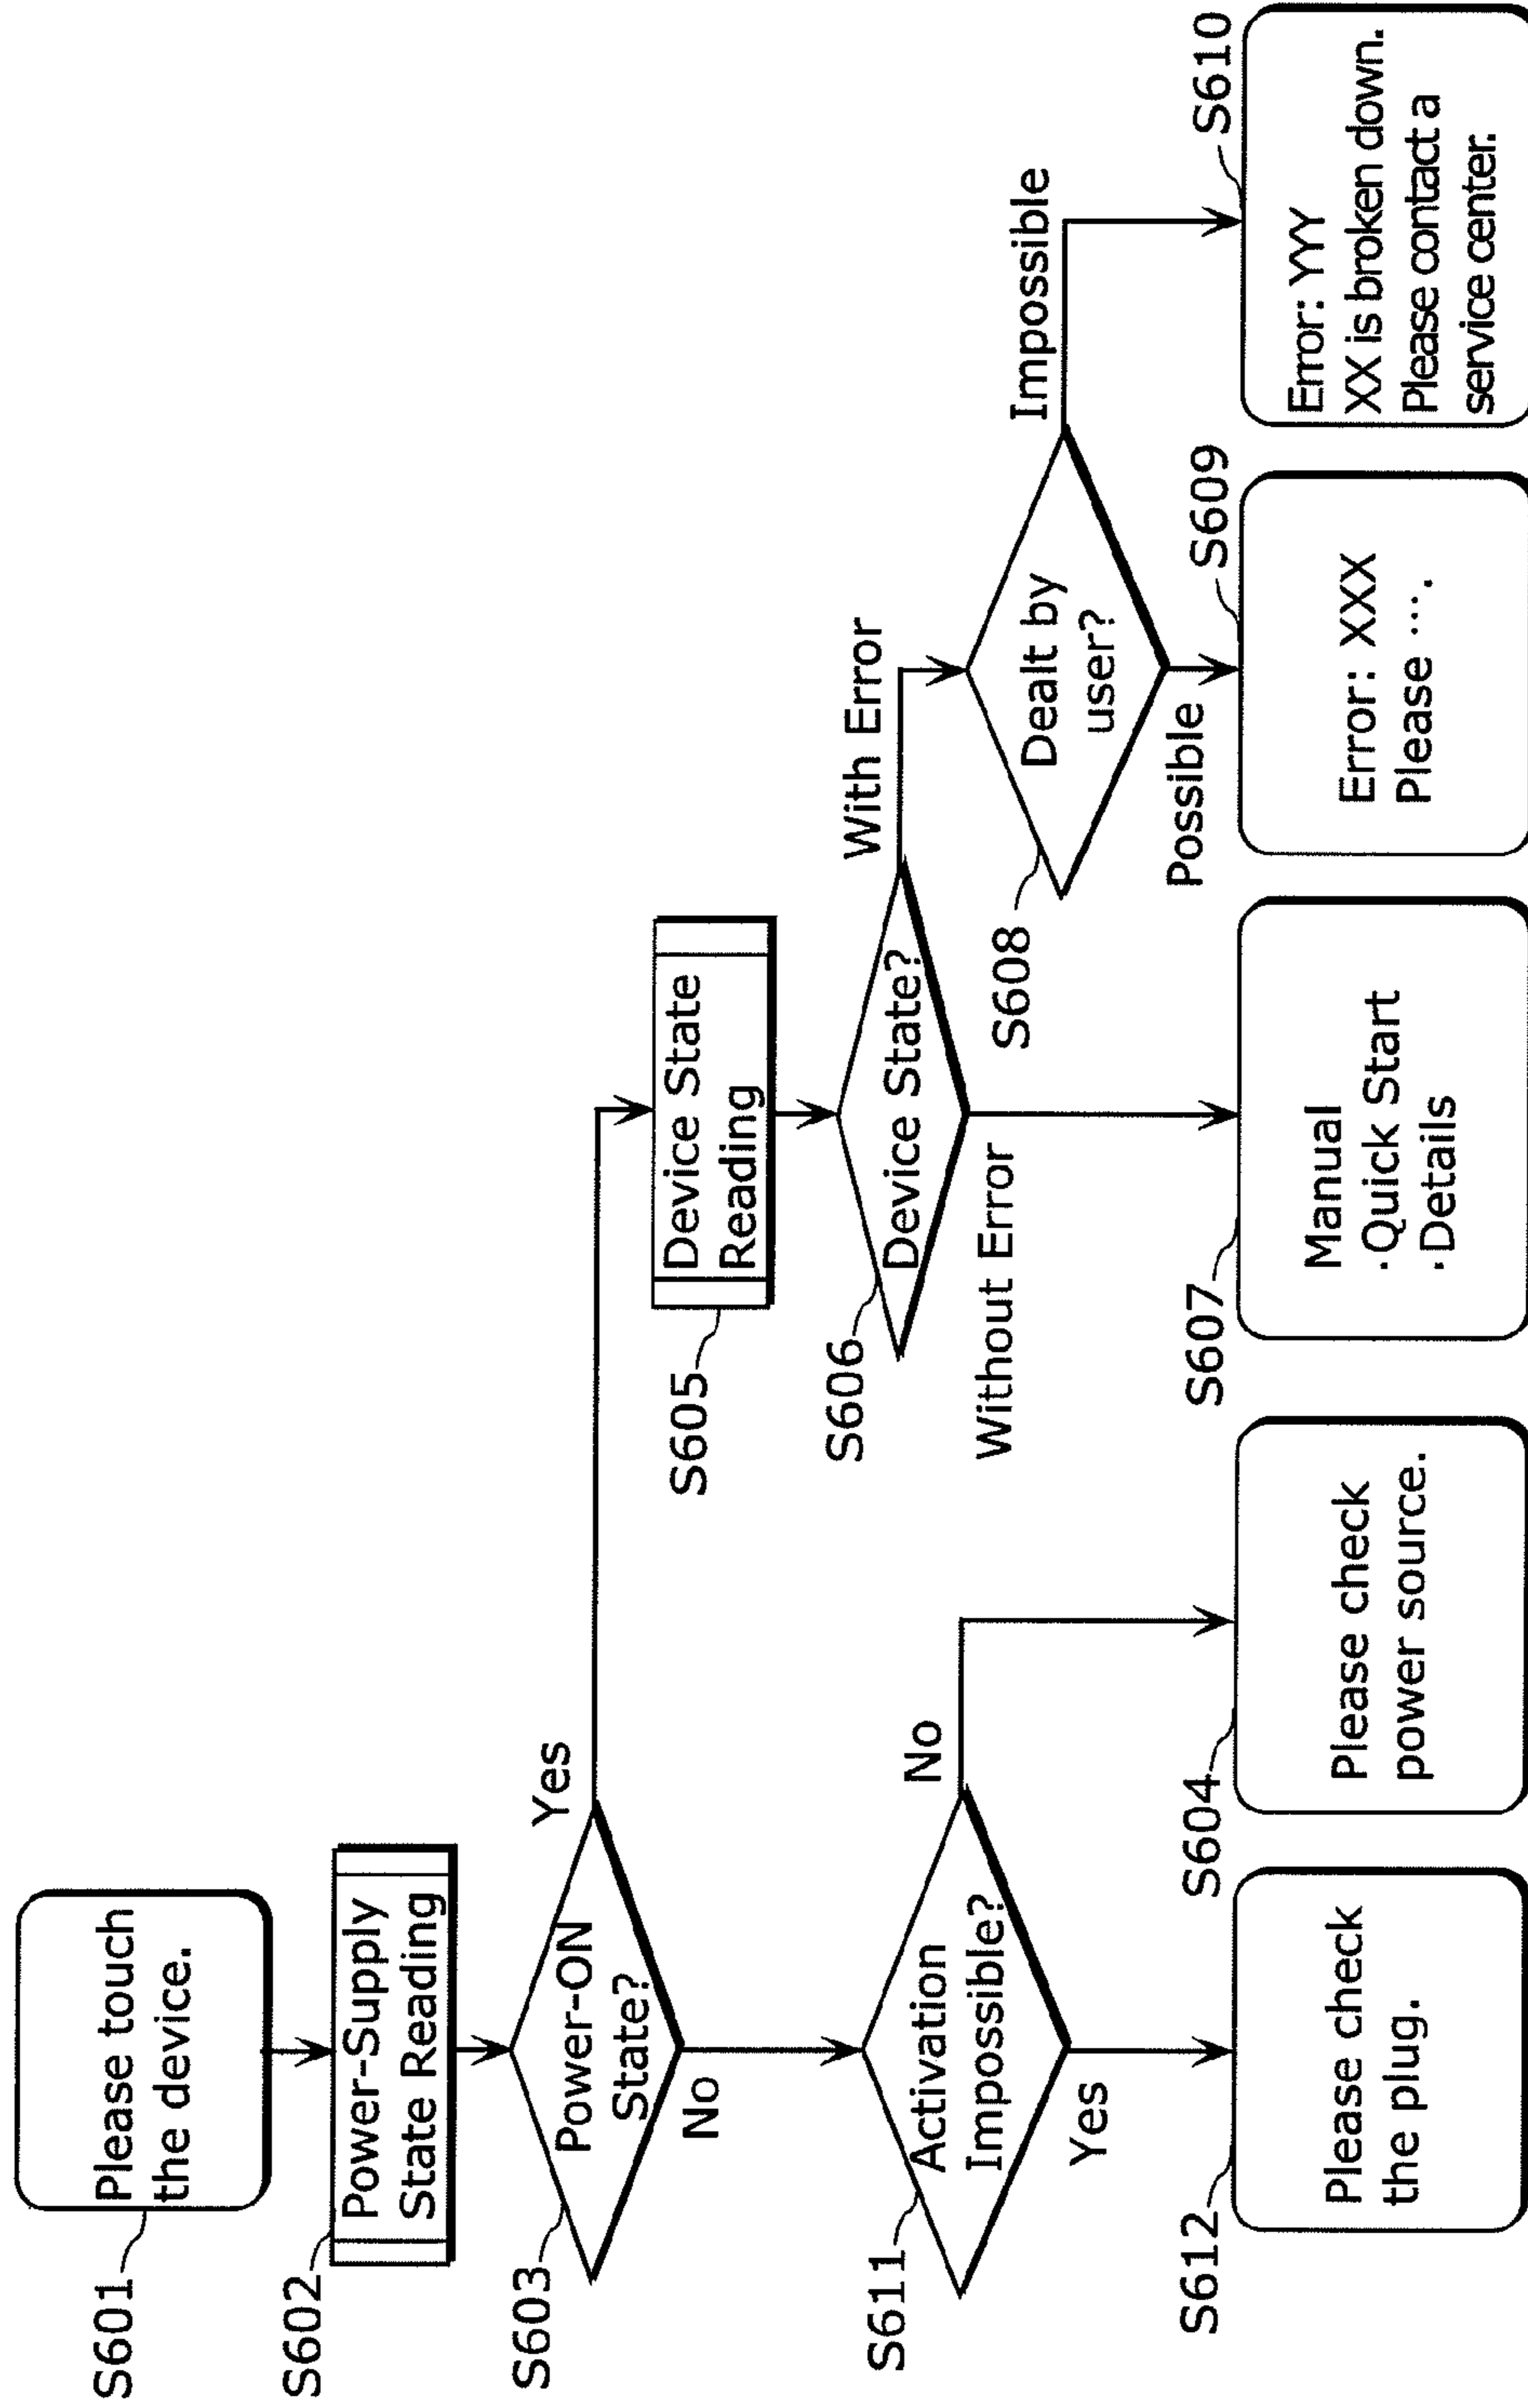 S601
Please touch
the device.
S602
Power-Supply
State Reading
S603
Power-ON
State?
Yes
No
S605
Device State
Reading
S606
Device State?
With Error
Without Error
S608
Dealt by
user?
Impossible
Possible
S611
Activation
Impossible?
No
Yes
S612
Please check
the plug.
S604
Please check
power source.
S607
Manual
.Quick Start
.Details
S609
Error: XXX
Please ….
S610
Error: YYY
XX is broken down.
Please contact a
service center.